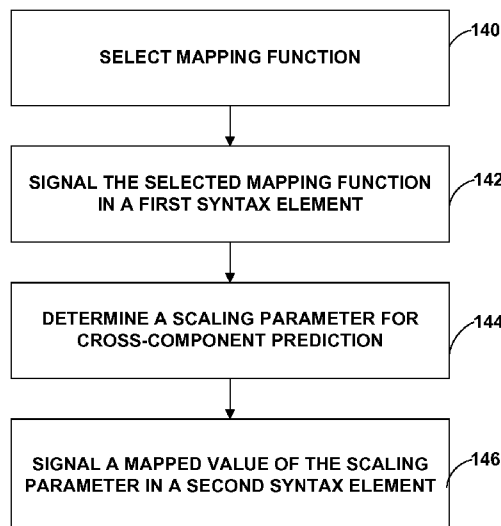 SELECT MAPPING FUNCTION
140
SIGNAL THE SELECTED MAPPING FUNCTION
IN A FIRST SYNTAX ELEMENT
142
DETERMINE A SCALING PARAMETER FOR
CROSS-COMPONENT PREDICTION
144
SIGNAL A MAPPED VALUE OF THE SCALING
PARAMETER IN A SECOND SYNTAX ELEMENT
146